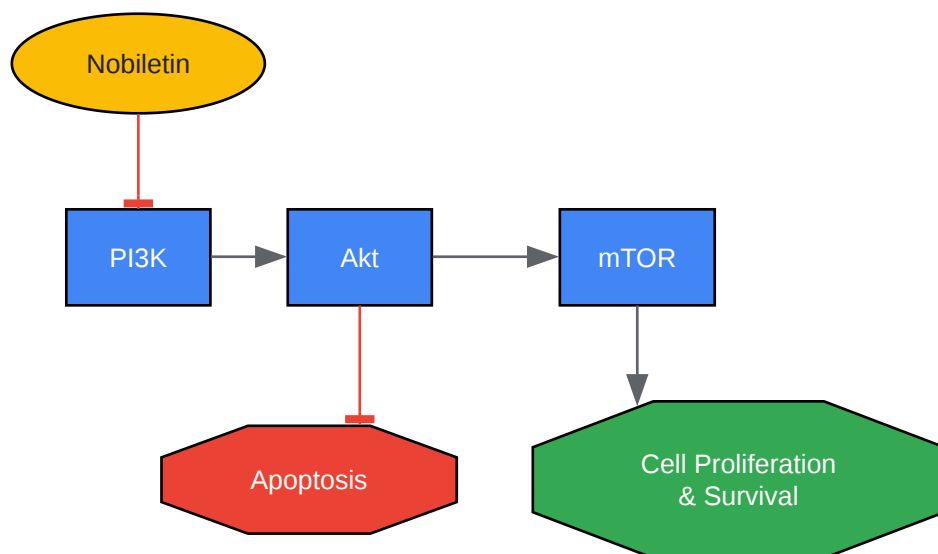 Nobiletin
PI3K
Akt
mTOR
Apoptosis
Cell Proliferation
& Survival